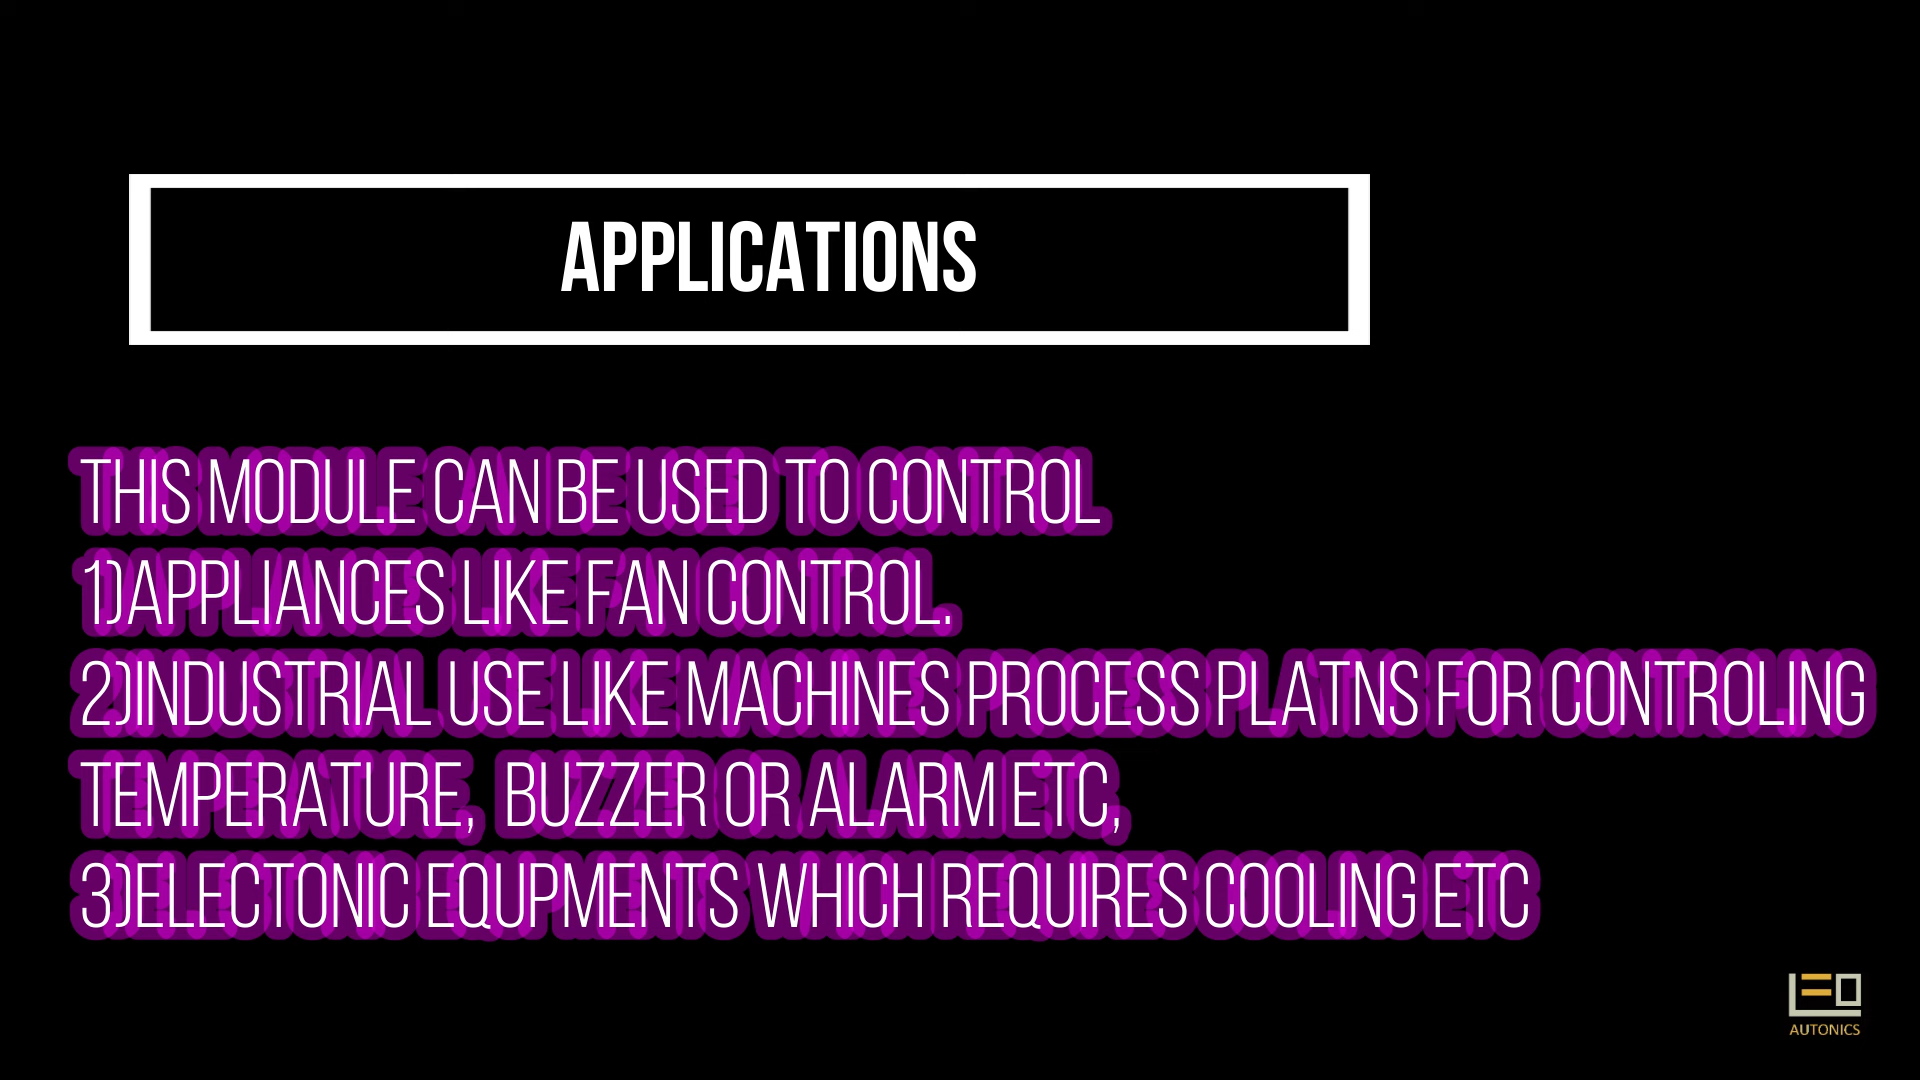 APPLICATIONS
THIS MODULE CAN BE USED TO CONTROL
1)APPLIANCES LIKE FAN CONTROL.
2)INDUSTRIAL USE LIKE MACHINES PROCESS PLATNS FOR CONTROLING
TEMPERATURE,  BUZZER OR ALARM ETC,
3)ELECTONIC EQUPMENTS WHICH REQUIRES COOLING ETC
LEO
AUTONICS